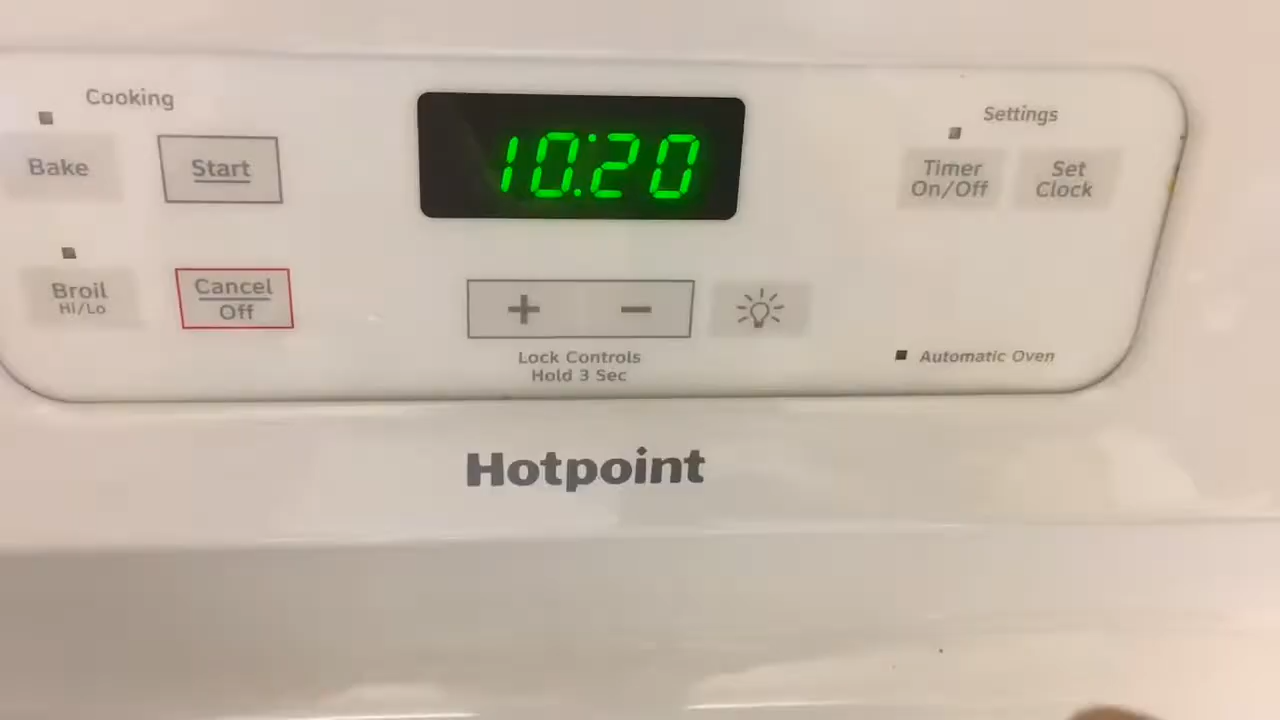 Cooking
Bake
Start
Broil
Hi/Lo
Cancel
Off
10:20
+ −
Lock Controls
Hold 3 Sec
Settings
Timer
On/Off
Set
Clock
Automatic Oven
Hotpoint